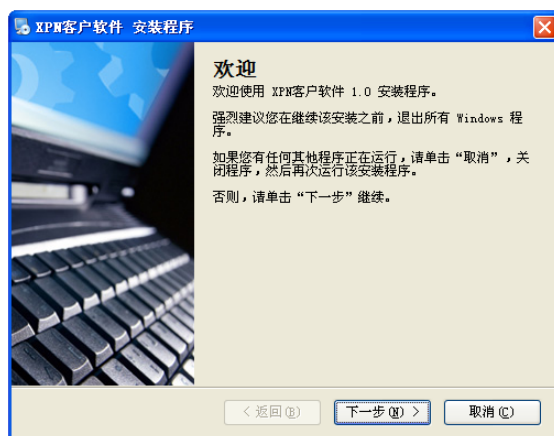 XPN客户软件 安装程序
欢迎
欢迎使用 XPN客户软件 1.0 安装程序。
强烈建议您在继续该安装之前，退出所有 Windows 程
序。
如果您有任何其他程序正在运行，请单击“取消”，关
闭程序，然后再次运行该安装程序。
否则，请单击“下一步”继续。
< 返回(B) 下一步(N) > 取消(C)